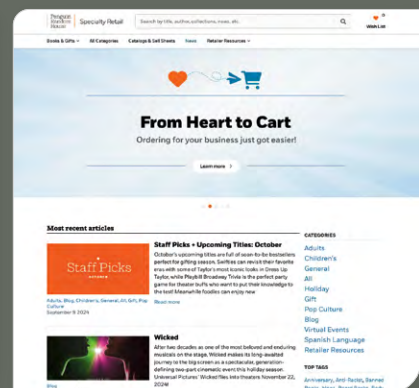 Penguin
Random
House
Specialty Retail
Search by title, author, collections, news, etc.
0
Wish List
Books & Gifts
All Categories
Catalogs & Sell Sheets
News
Retailer Resources
From Heart to Cart
Ordering for your business just got easier!
Learn more >
Most recent articles
Staff Picks
OCTOBER
Adults, Blog, Children's, General, All, Gift, Pop
Culture
September 9 2024
Staff Picks + Upcoming Titles: October
October's upcoming titles are full of soon-to-be bestsellers
perfect for gifting season. Swifties can revisit their favorite
eras with some of Taylor's most iconic looks in Dress Up
Taylor, while Playbill Broadway Trivia is the perfect party
game for theater buffs who want to put their knowledge to
the test! Meanwhile foodies can enjoy new
Read more
Blog
Wicked
After two decades as one of the most beloved and enduring
musicals on the stage, Wicked makes its long-awaited
journey to the big screen as a spectacular, generation-
defining two-part cinematic event this holiday season.
Universal Pictures' Wicked flies into theaters November 22,
2024!
CATEGORIES
Adults
Children's
General
All
Holiday
Gift
Pop Culture
Blog
Virtual Events
Spanish Language
Retailer Resources
TOP TAGS
Anniversary, Anti-Racist, Banned